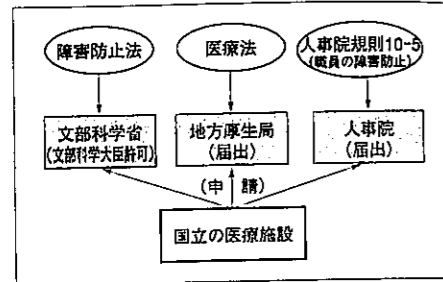 障害防止法
医療法
人事院規則10-5
(職員の障害防止)
文部科学省
(文部科学大臣許可)
地方厚生局
(届出)
人事院
(届出)
(申 請)
国立の医療施設